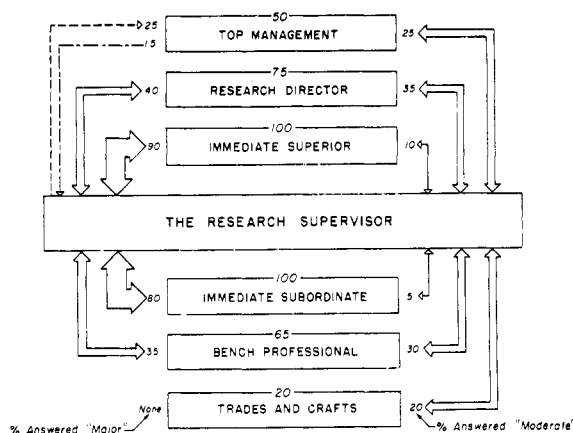 50
25 TOP MANAGEMENT 25
15
75
40 RESEARCH DIRECTOR 35
100
90 IMMEDIATE SUPERIOR 10
THE RESEARCH SUPERVISOR
100
80 IMMEDIATE SUBORDINATE 5
65
35 BENCH PROFESSIONAL 30
20
None TRADES AND CRAFTS 20
% Answered "Major" % Answered "Moderate"